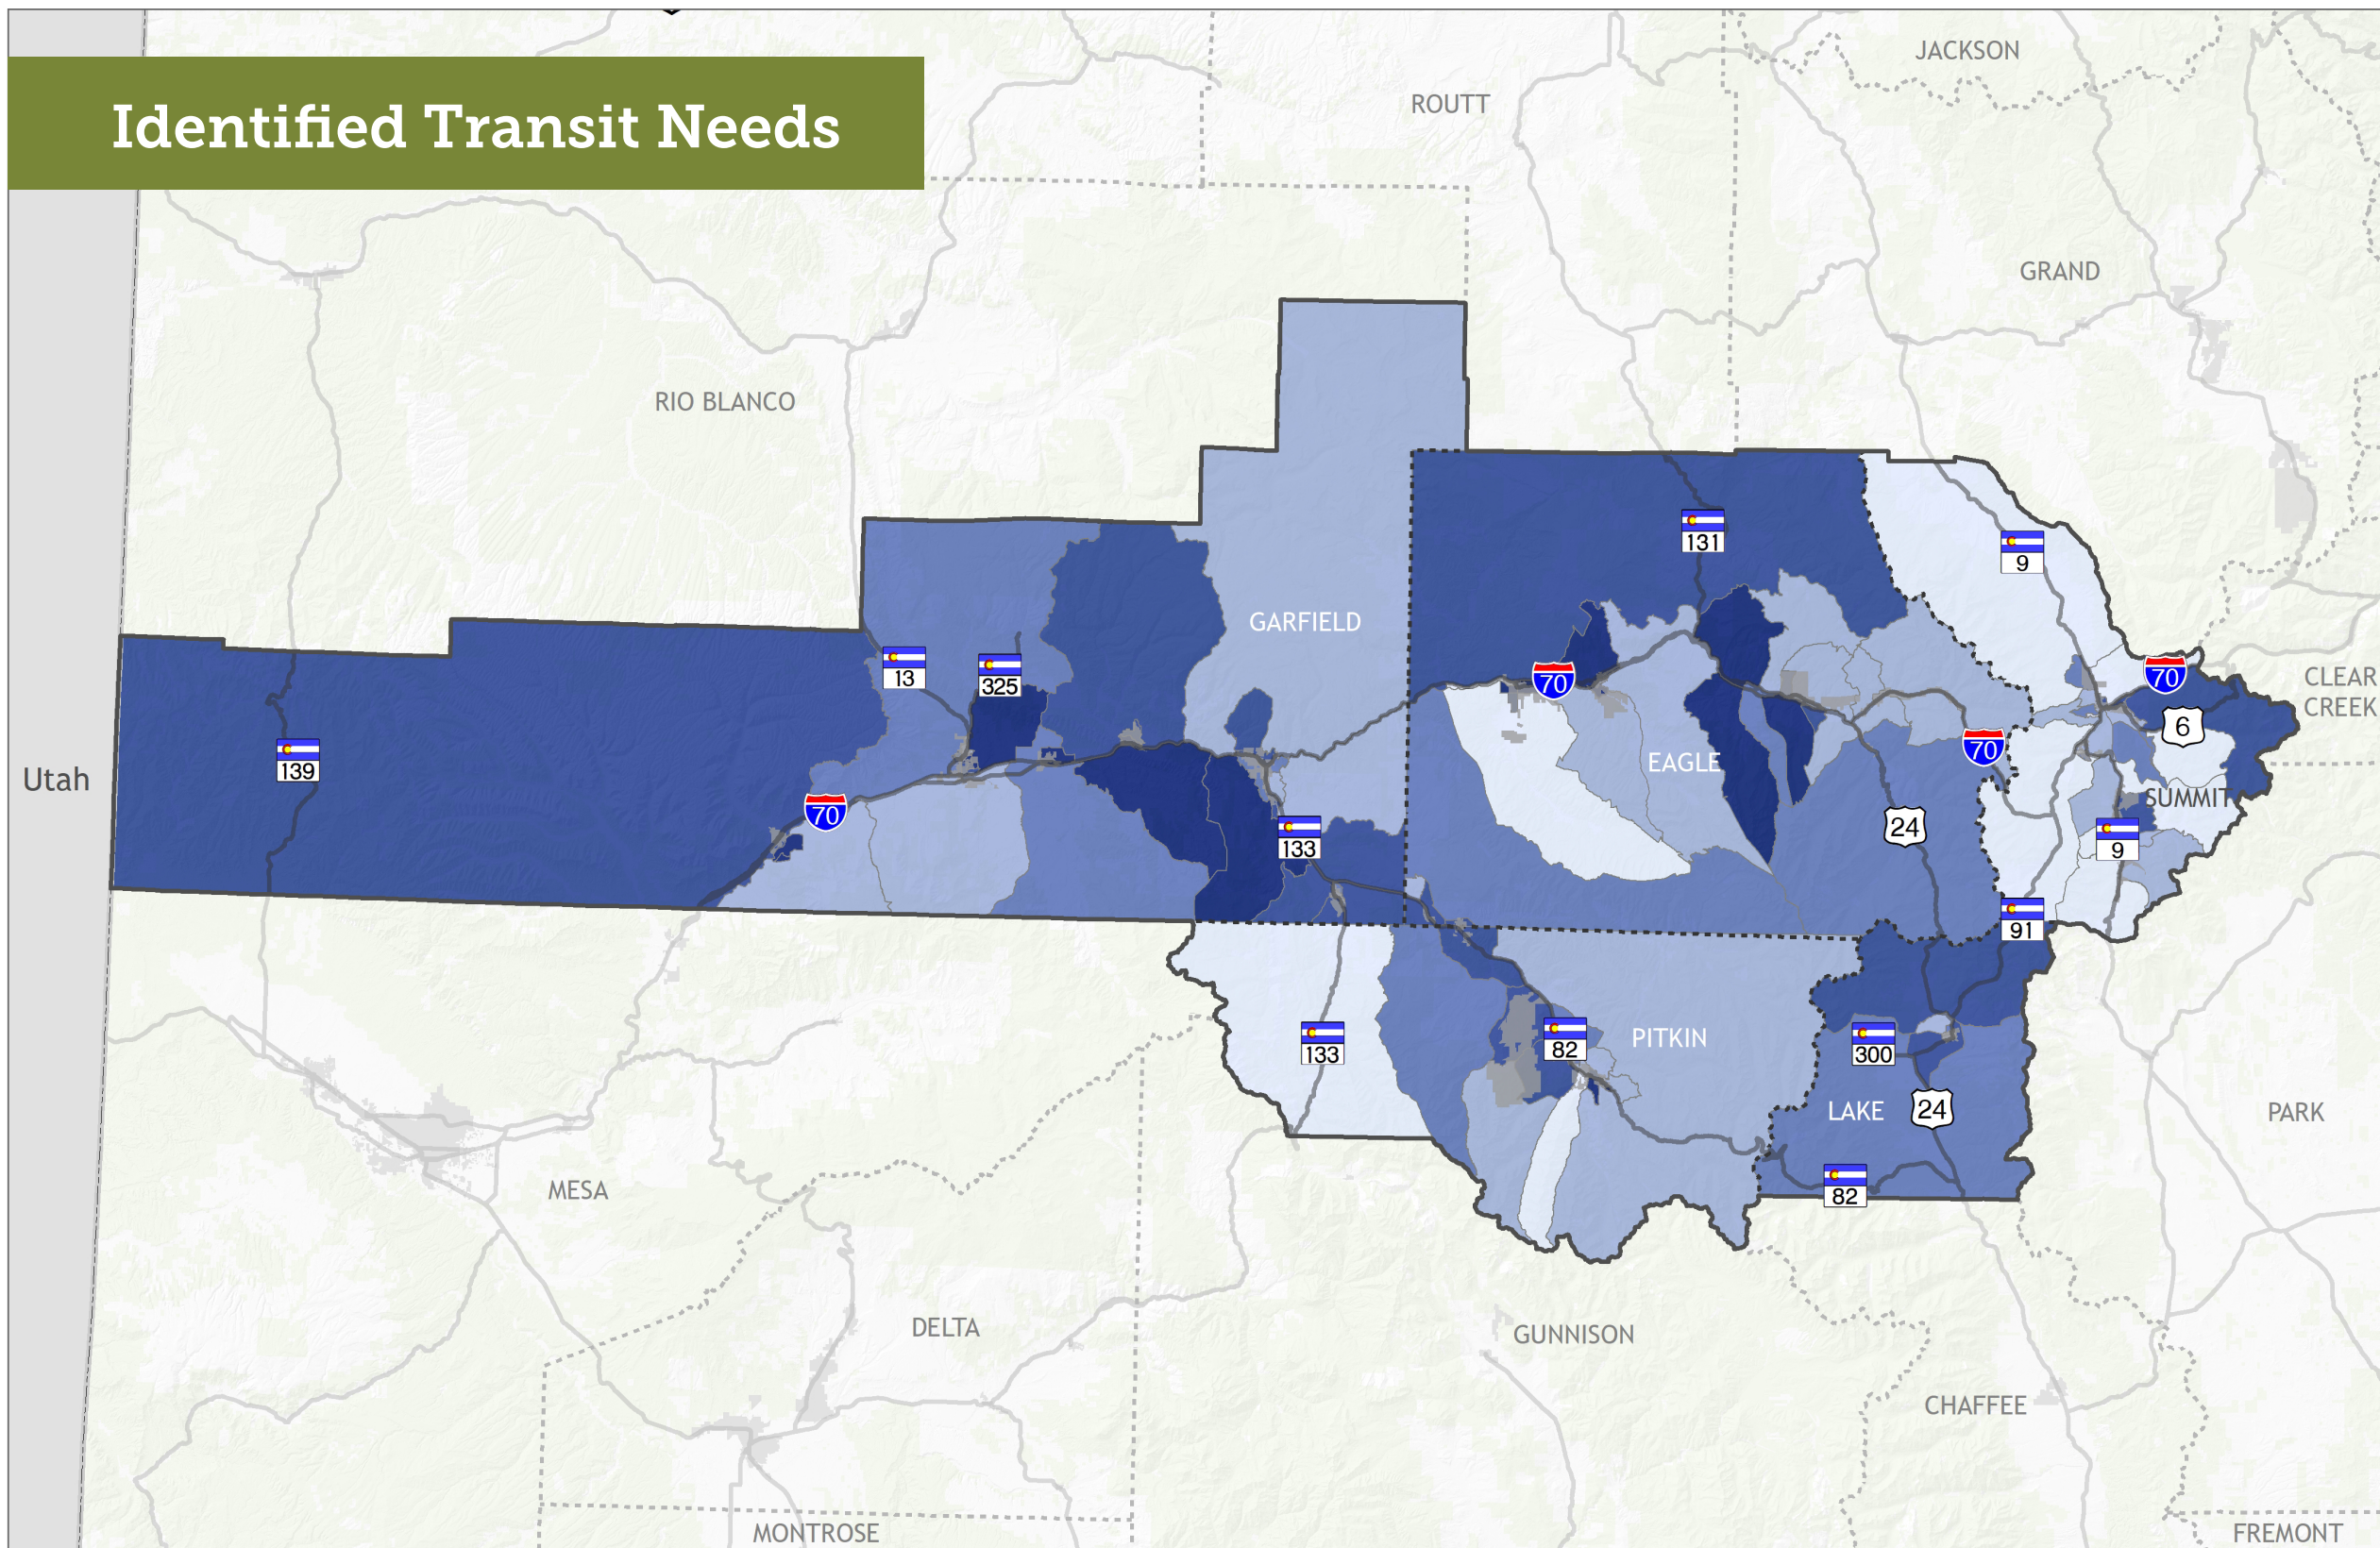 JACKSON
ROUTT
Identified Transit Needs
GRAND
RIO BLANCO
131
9
GARFIELD
13
325
70
70
CLEAR
CREEK
6
139
Utah
EAGLE
70
SUMMIT
70
133
24
9
91
133
82
PITKIN
300
LAKE
24
PARK
MESA
82
DELTA
GUNNISON
CHAFFEE
MONTROSE
FREMONT